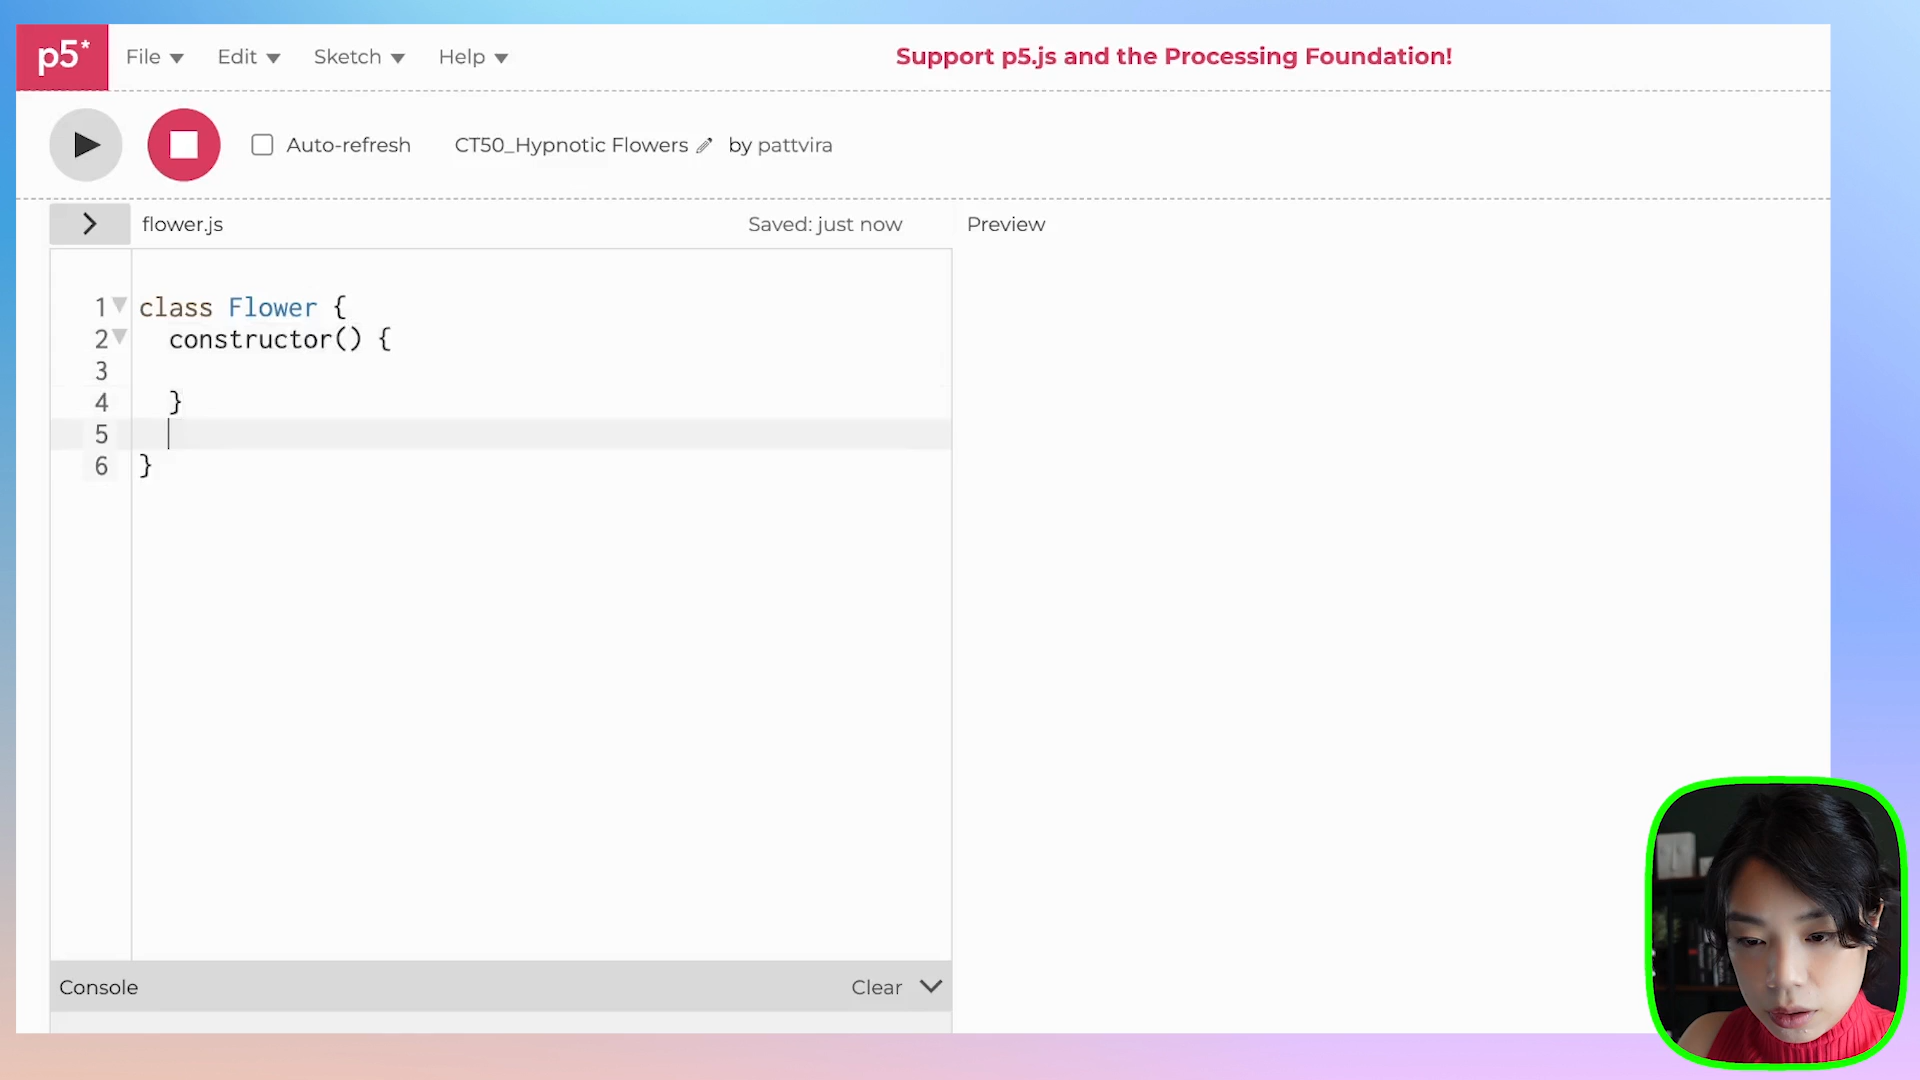 p5* File Edit Sketch Help Support p5.js and the Processing Foundation!
Auto-refresh CT50_Hypnotic Flowers by pattvira
flower.js Saved: just now Preview
1 class Flower {
2 constructor() {
3
4 }
5
6 }
Console Clear